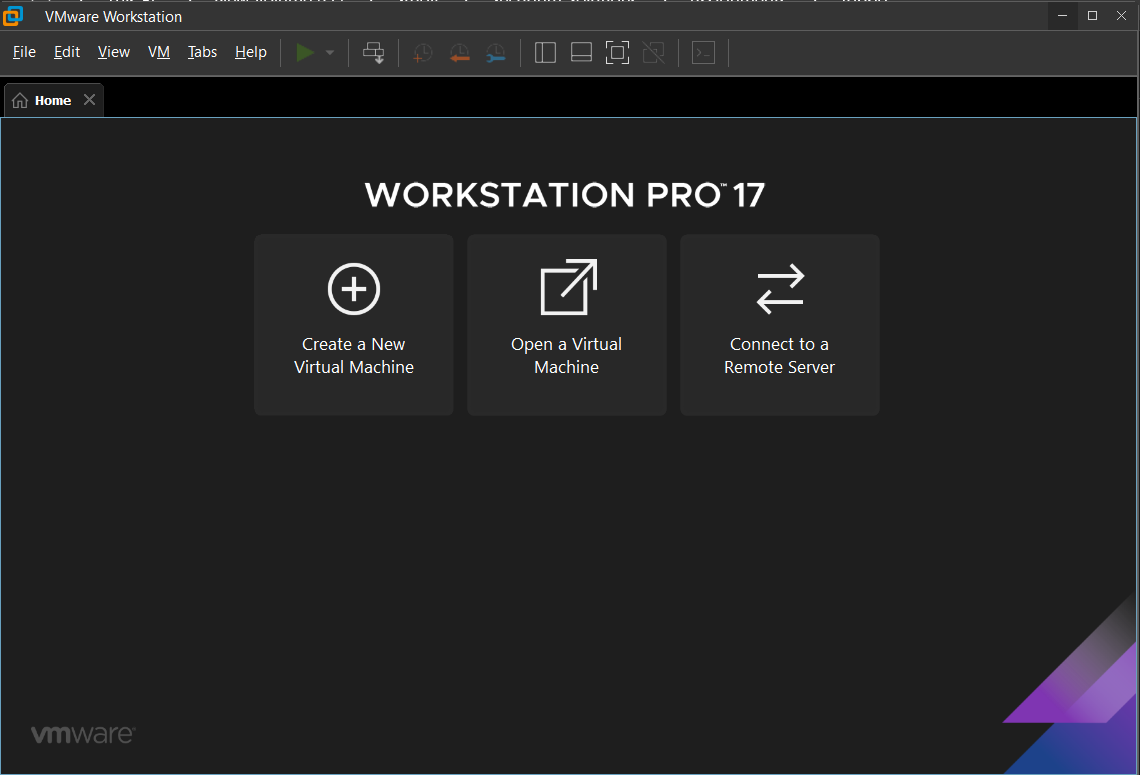 VMware Workstation
File Edit View VM Tabs Help
Home
WORKSTATION PRO™ 17
Create a New
Virtual Machine
Open a Virtual
Machine
Connect to a
Remote Server
vmware®